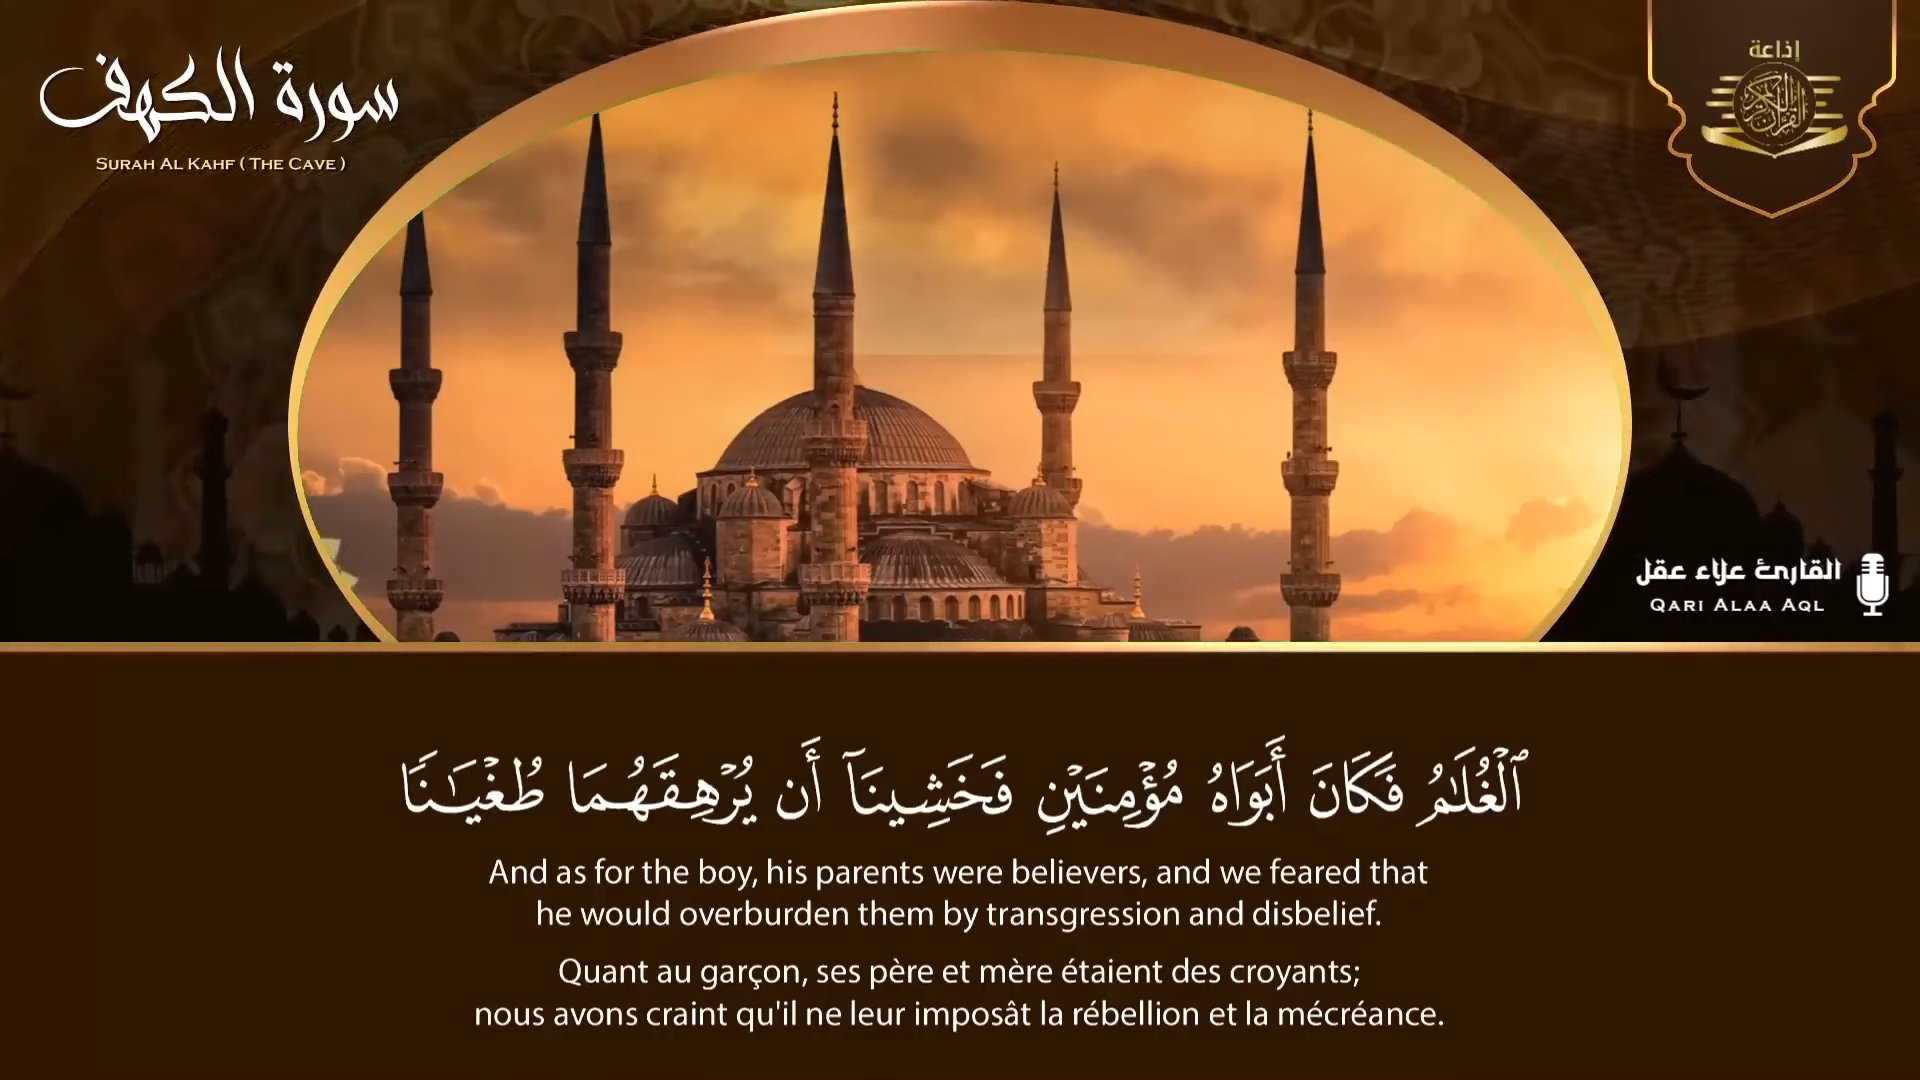 سورة الكهف
SURAH AL KAHF ( THE CAVE )
إذاعة
القرآن الكريم
القارئ علاء عقل
QARI ALAA AQL
ٱلْغُلَـٰمُ فَكَانَ أَبَوَاهُ مُؤْمِنَيْنِ فَخَشِينَآ أَن يُرْهِقَهُمَا طُغْيَـٰنًا
And as for the boy, his parents were believers, and we feared that
he would overburden them by transgression and disbelief.
Quant au garçon, ses père et mère étaient des croyants;
nous avons craint qu'il ne leur imposât la rébellion et la mécréance.